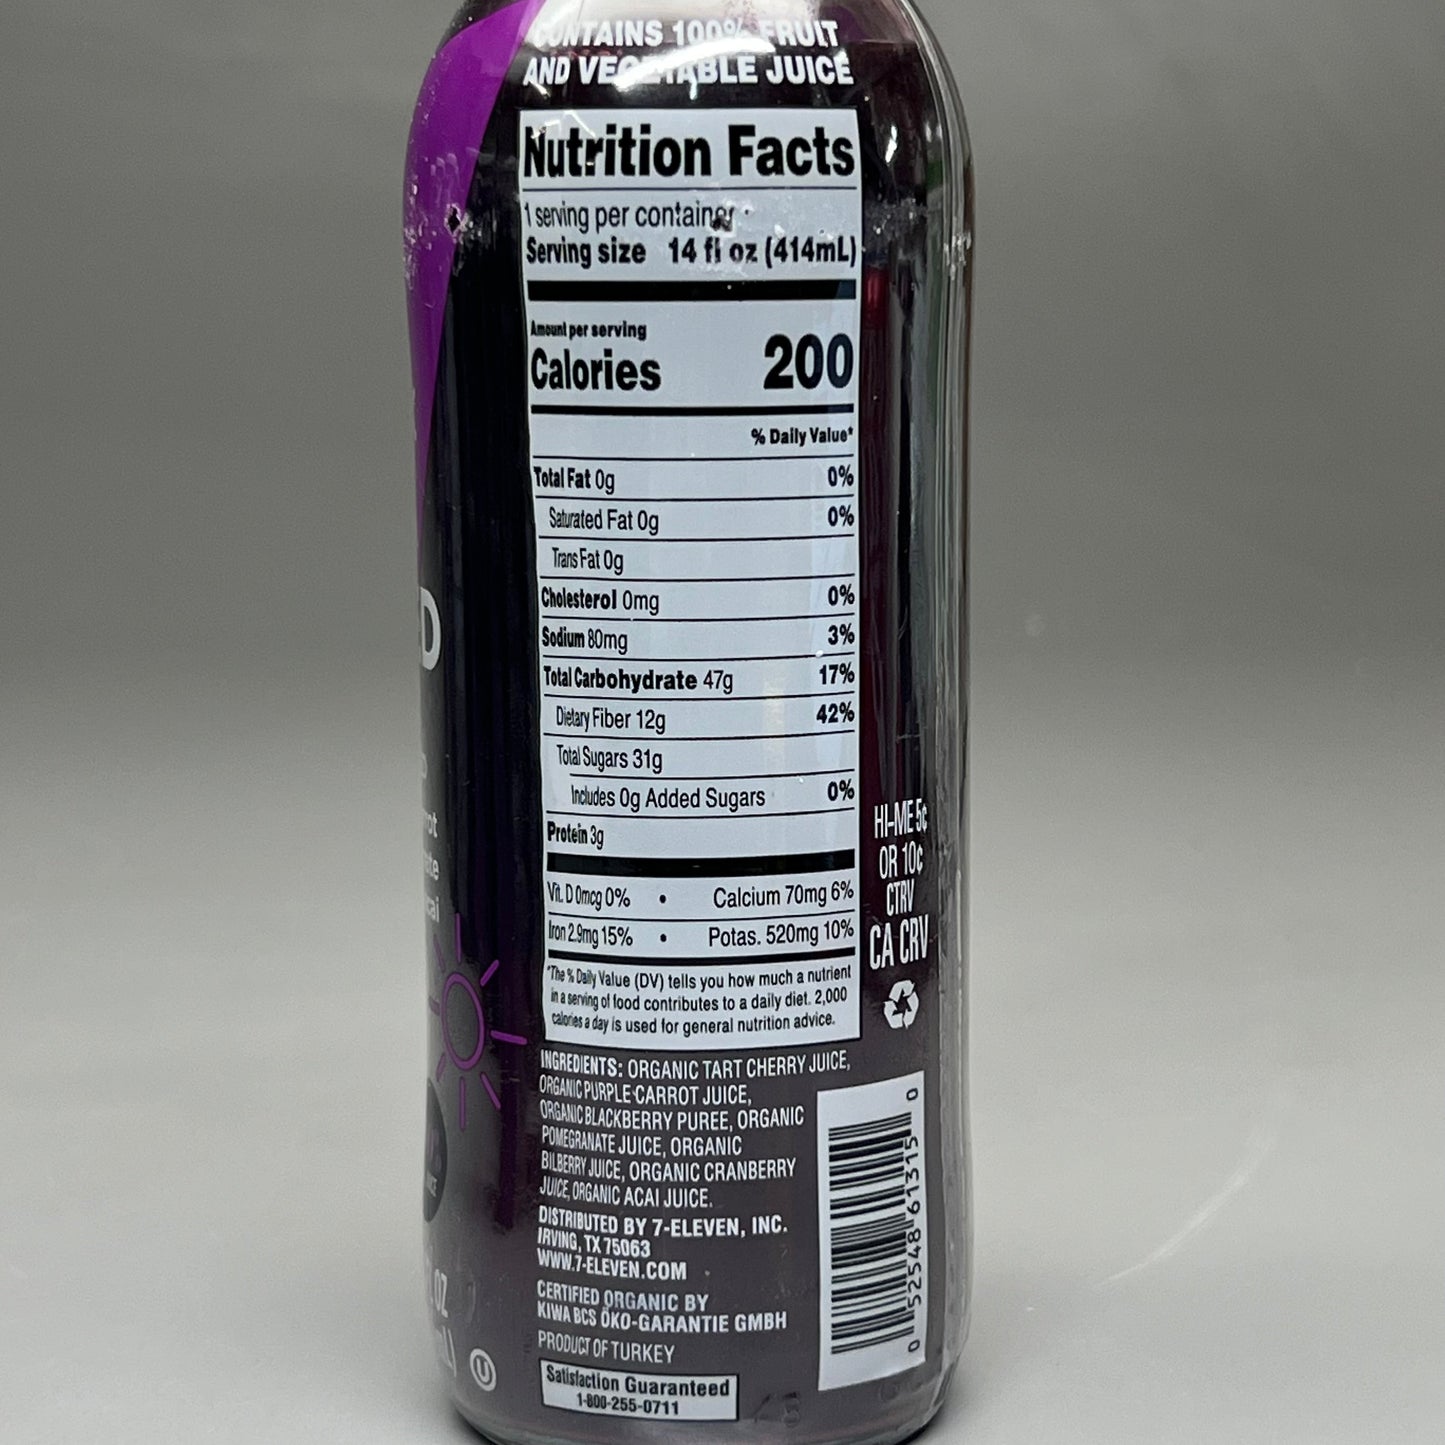 CONTAINS 100% FRUIT
AND VEGETABLE JUICE
Nutrition Facts
1 serving per container
Serving size 14 fl oz (414mL)
Amount per serving
Calories 200
% Daily Value*
Total Fat 0g 0%
Saturated Fat 0g 0%
Trans Fat 0g
Cholesterol 0mg 0%
Sodium 80mg 3%
Total Carbohydrate 47g 17%
Dietary Fiber 12g 42%
Total Sugars 31g
Includes 0g Added Sugars 0%
Protein 3g
Vit. D 0mcg 0% • Calcium 70mg 6%
Iron 2.9mg 15% • Potas. 520mg 10%
*The % Daily Value (DV) tells you how much a nutrient
in a serving of food contributes to a daily diet. 2,000
calories a day is used for general nutrition advice.
HI-ME 5¢
OR 10¢
CTRV
CA CRV
INGREDIENTS: ORGANIC TART CHERRY JUICE,
ORGANIC PURPLE CARROT JUICE,
ORGANIC BLACKBERRY PUREE, ORGANIC
POMEGRANATE JUICE, ORGANIC
BILBERRY JUICE, ORGANIC CRANBERRY
JUICE, ORGANIC ACAI JUICE.
DISTRIBUTED BY 7-ELEVEN, INC.
IRVING, TX 75063
WWW.7-ELEVEN.COM
CERTIFIED ORGANIC BY
KIWA BCS ÖKO-GARANTIE GMBH
PRODUCT OF TURKEY
Satisfaction Guaranteed
1-800-255-0711
0 52548 61315 0
OZ
U